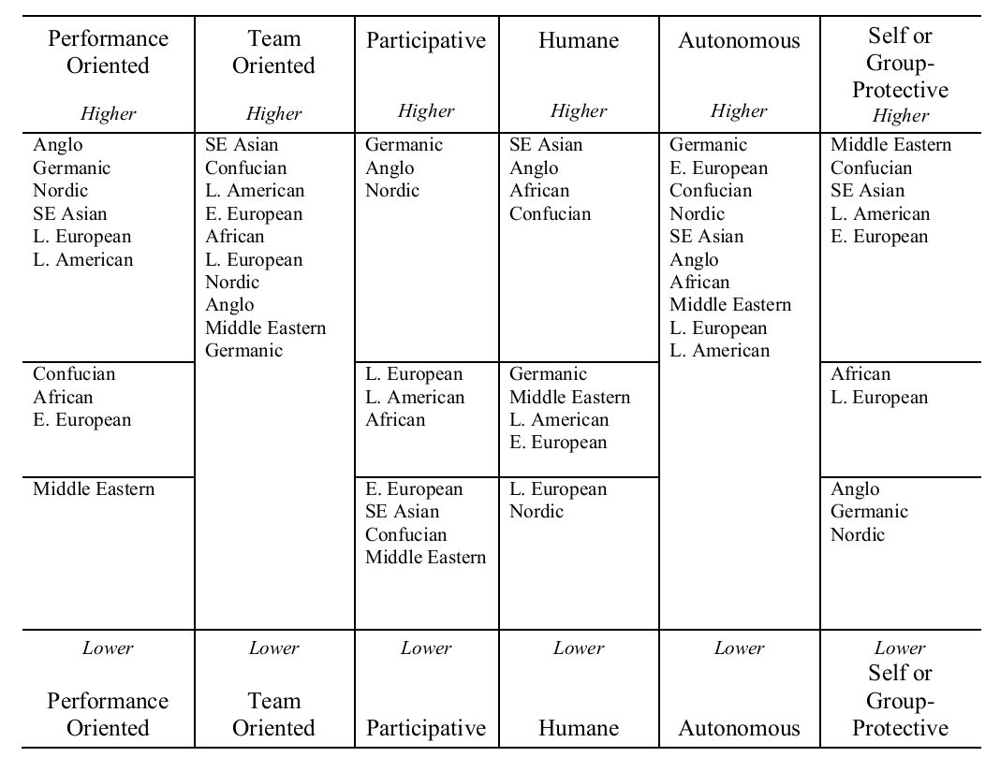 Performance
Oriented
Higher
Team
Oriented
Higher
Participative
Higher
Humane
Higher
Autonomous
Higher
Self or
Group-
Protective
Higher
Anglo
Germanic
Nordic
SE Asian
L. European
L. American
Confucian
African
E. European
Middle Eastern
SE Asian
Confucian
L. American
E. European
African
L. European
Nordic
Anglo
Middle Eastern
Germanic
Germanic
Anglo
Nordic
L. European
L. American
African
E. European
SE Asian
Confucian
Middle Eastern
SE Asian
Anglo
African
Confucian
Germanic
Middle Eastern
L. American
E. European
L. European
Nordic
Germanic
E. European
Confucian
Nordic
SE Asian
Anglo
African
Middle Eastern
L. European
L. American
Middle Eastern
Confucian
SE Asian
L. American
E. European
African
L. European
Anglo
Germanic
Nordic
Lower
Performance
Oriented
Lower
Team
Oriented
Lower
Participative
Lower
Humane
Lower
Autonomous
Lower
Self or
Group-
Protective